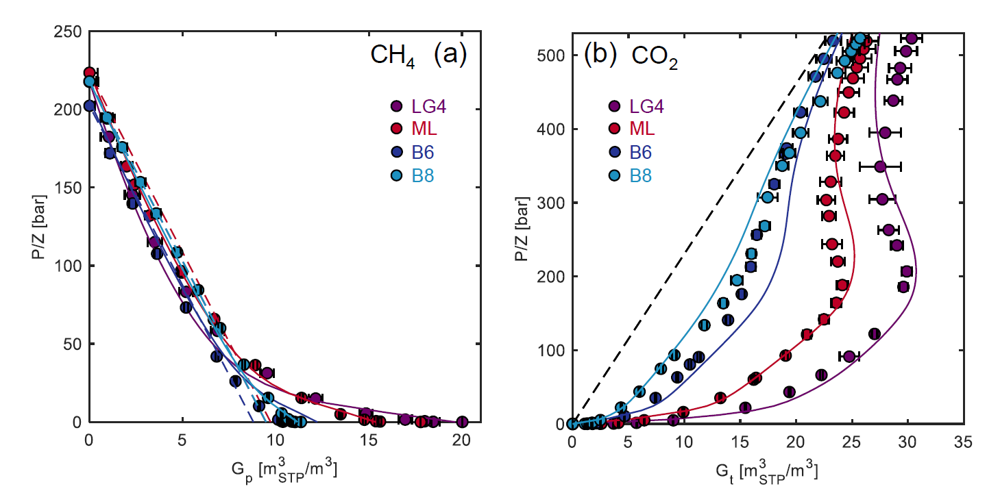 CH4 (a)
LG4
ML
B6
B8
P/Z [bar]
250
200
150
100
50
0
0
5
10
15
20
Gp [m³STP/m³]
(b) CO2
LG4
ML
B6
B8
P/Z [bar]
500
400
300
200
100
0
0
5
10
15
20
25
30
35
Gt [m³STP/m³]